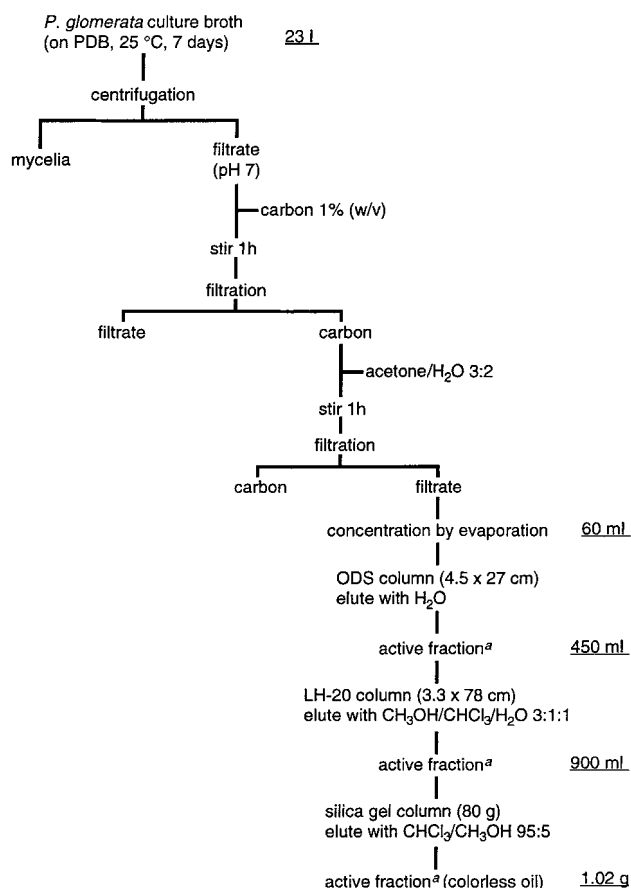 P. glomerata culture broth
(on PDB, 25 °C, 7 days)
23 l
centrifugation
mycelia
filtrate
(pH 7)
carbon 1% (w/v)
stir 1h
filtration
filtrate
carbon
acetone/H₂O 3:2
stir 1h
filtration
carbon
filtrate
concentration by evaporation
60 ml
ODS column (4.5 x 27 cm)
elute with H₂O
active fractionᵃ
450 ml
LH-20 column (3.3 x 78 cm)
elute with CH₃OH/CHCl₃/H₂O 3:1:1
active fractionᵃ
900 ml
silica gel column (80 g)
elute with CHCl₃/CH₃OH 95:5
active fractionᵃ (colorless oil)
1.02 g